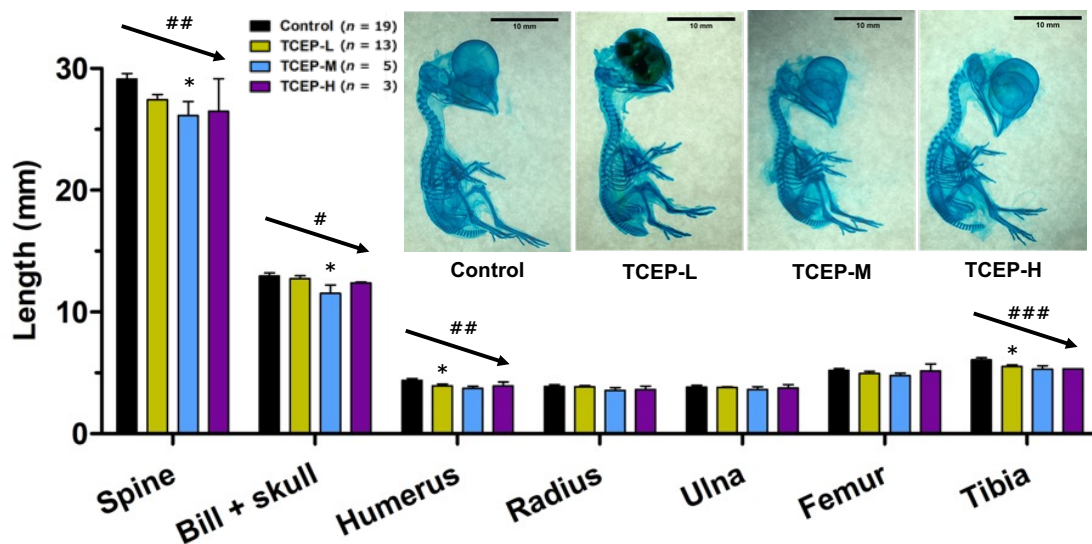 ##
Control (n = 19)
TCEP-L (n = 13)
TCEP-M (n = 5)
TCEP-H (n = 3)
10 mm
10 mm
10 mm
10 mm
Control
TCEP-L
TCEP-M
TCEP-H
Length (mm)
30
20
10
0
*
#
*
##
*
###
*
Spine
Bill + skull
Humerus
Radius
Ulna
Femur
Tibia